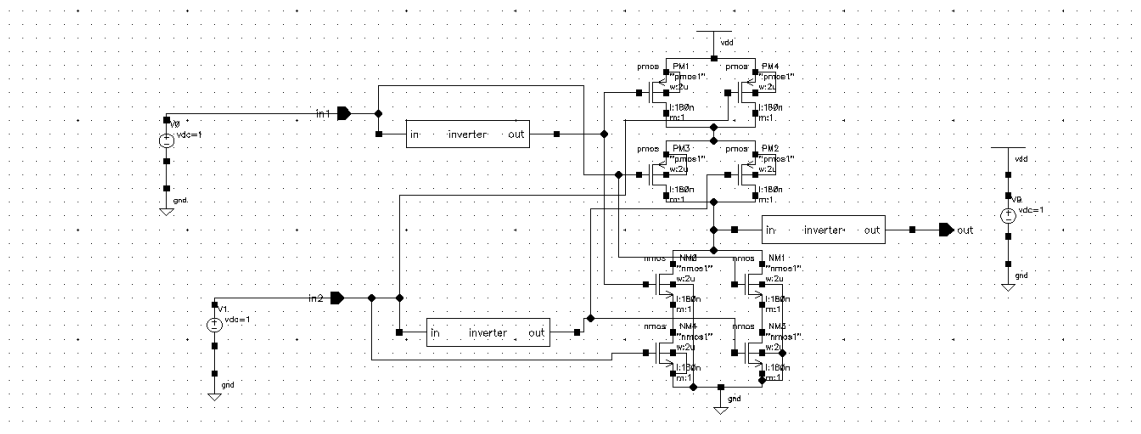 vdd
pmos PM1 pmos PM4
"pmos1" "pmos1"
w:2u w:2u
in1
V0
vdc=1
in inverter out
l:180n l:180n
m:1 m:1
pmos PM3 pmos PM2
"pmos1" "pmos1"
w:2u w:2u
vdd
l:180n l:180n
m:1 m:1
gnd
vdc=1
in inverter out
out
nmos NM0 nmos NM1
"nmos1" "nmos1"
w:2u w:2u
gnd
in2
l:180n l:180n
m:1 m:1
V1
vdc=1
in inverter out
nmos NM4 nmos NM3
"nmos1" "nmos1"
w:2u w:2u
l:180n l:180n
m:1 m:1
gnd
gnd